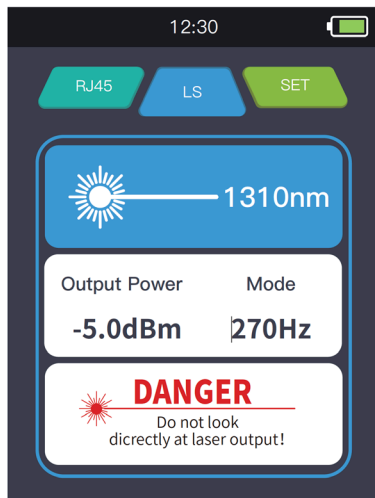 12:30
RJ45
LS
SET
1310nm
Output Power
Mode
-5.0dBm
270Hz
DANGER
Do not look
dicrectly at laser output!